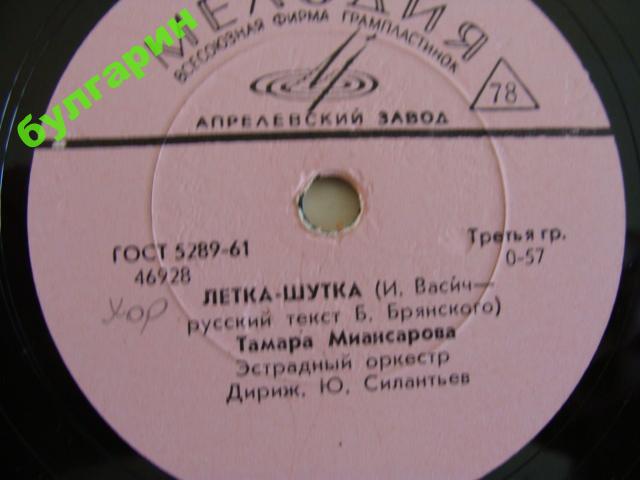 МЕЛОДИЯ
ВСЕСОЮЗНАЯ ФИРМА ГРАМПЛАСТИНОК
78
АПРЕЛЕВСКИЙ ЗАВОД
булгарин
ГОСТ 5289-61
46928
Третья гр.
0-57
ЛЕТКА-ШУТКА (И. Васич—
русский текст Б. Брянского)
Тамара Миансарова
Эстрадный оркестр
Дириж. Ю. Силантьев
хор